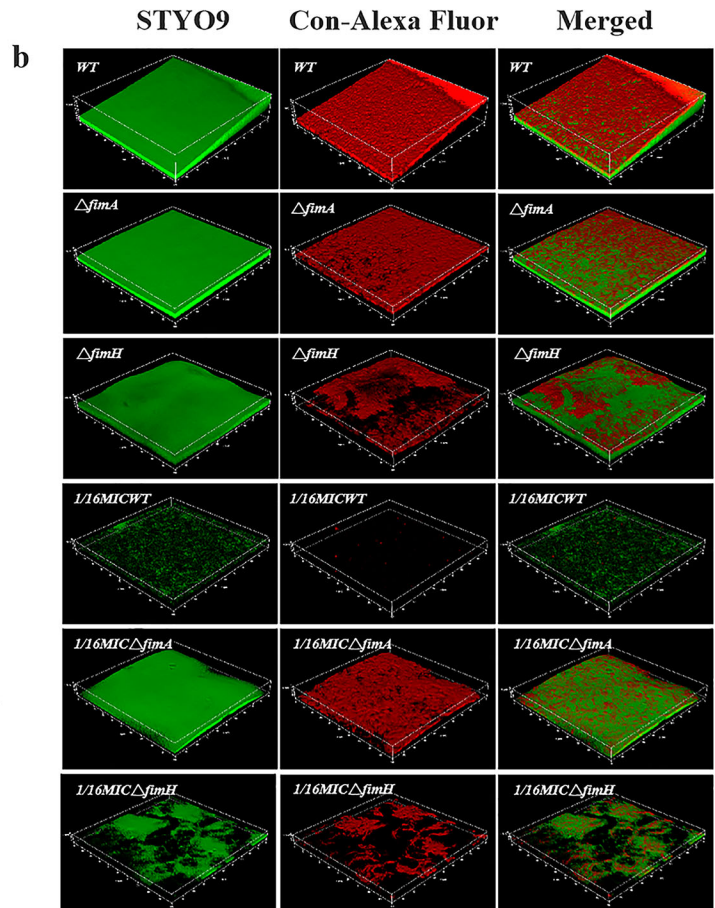 STYO9 Con-Alexa Fluor Merged
b
WT WT WT
△fimA △fimA △fimA
△fimH △fimH △fimH
1/16MICWT 1/16MICWT 1/16MICWT
1/16MIC△fimA 1/16MIC△fimA 1/16MIC△fimA
1/16MIC△fimH 1/16MIC△fimH 1/16MIC△fimH